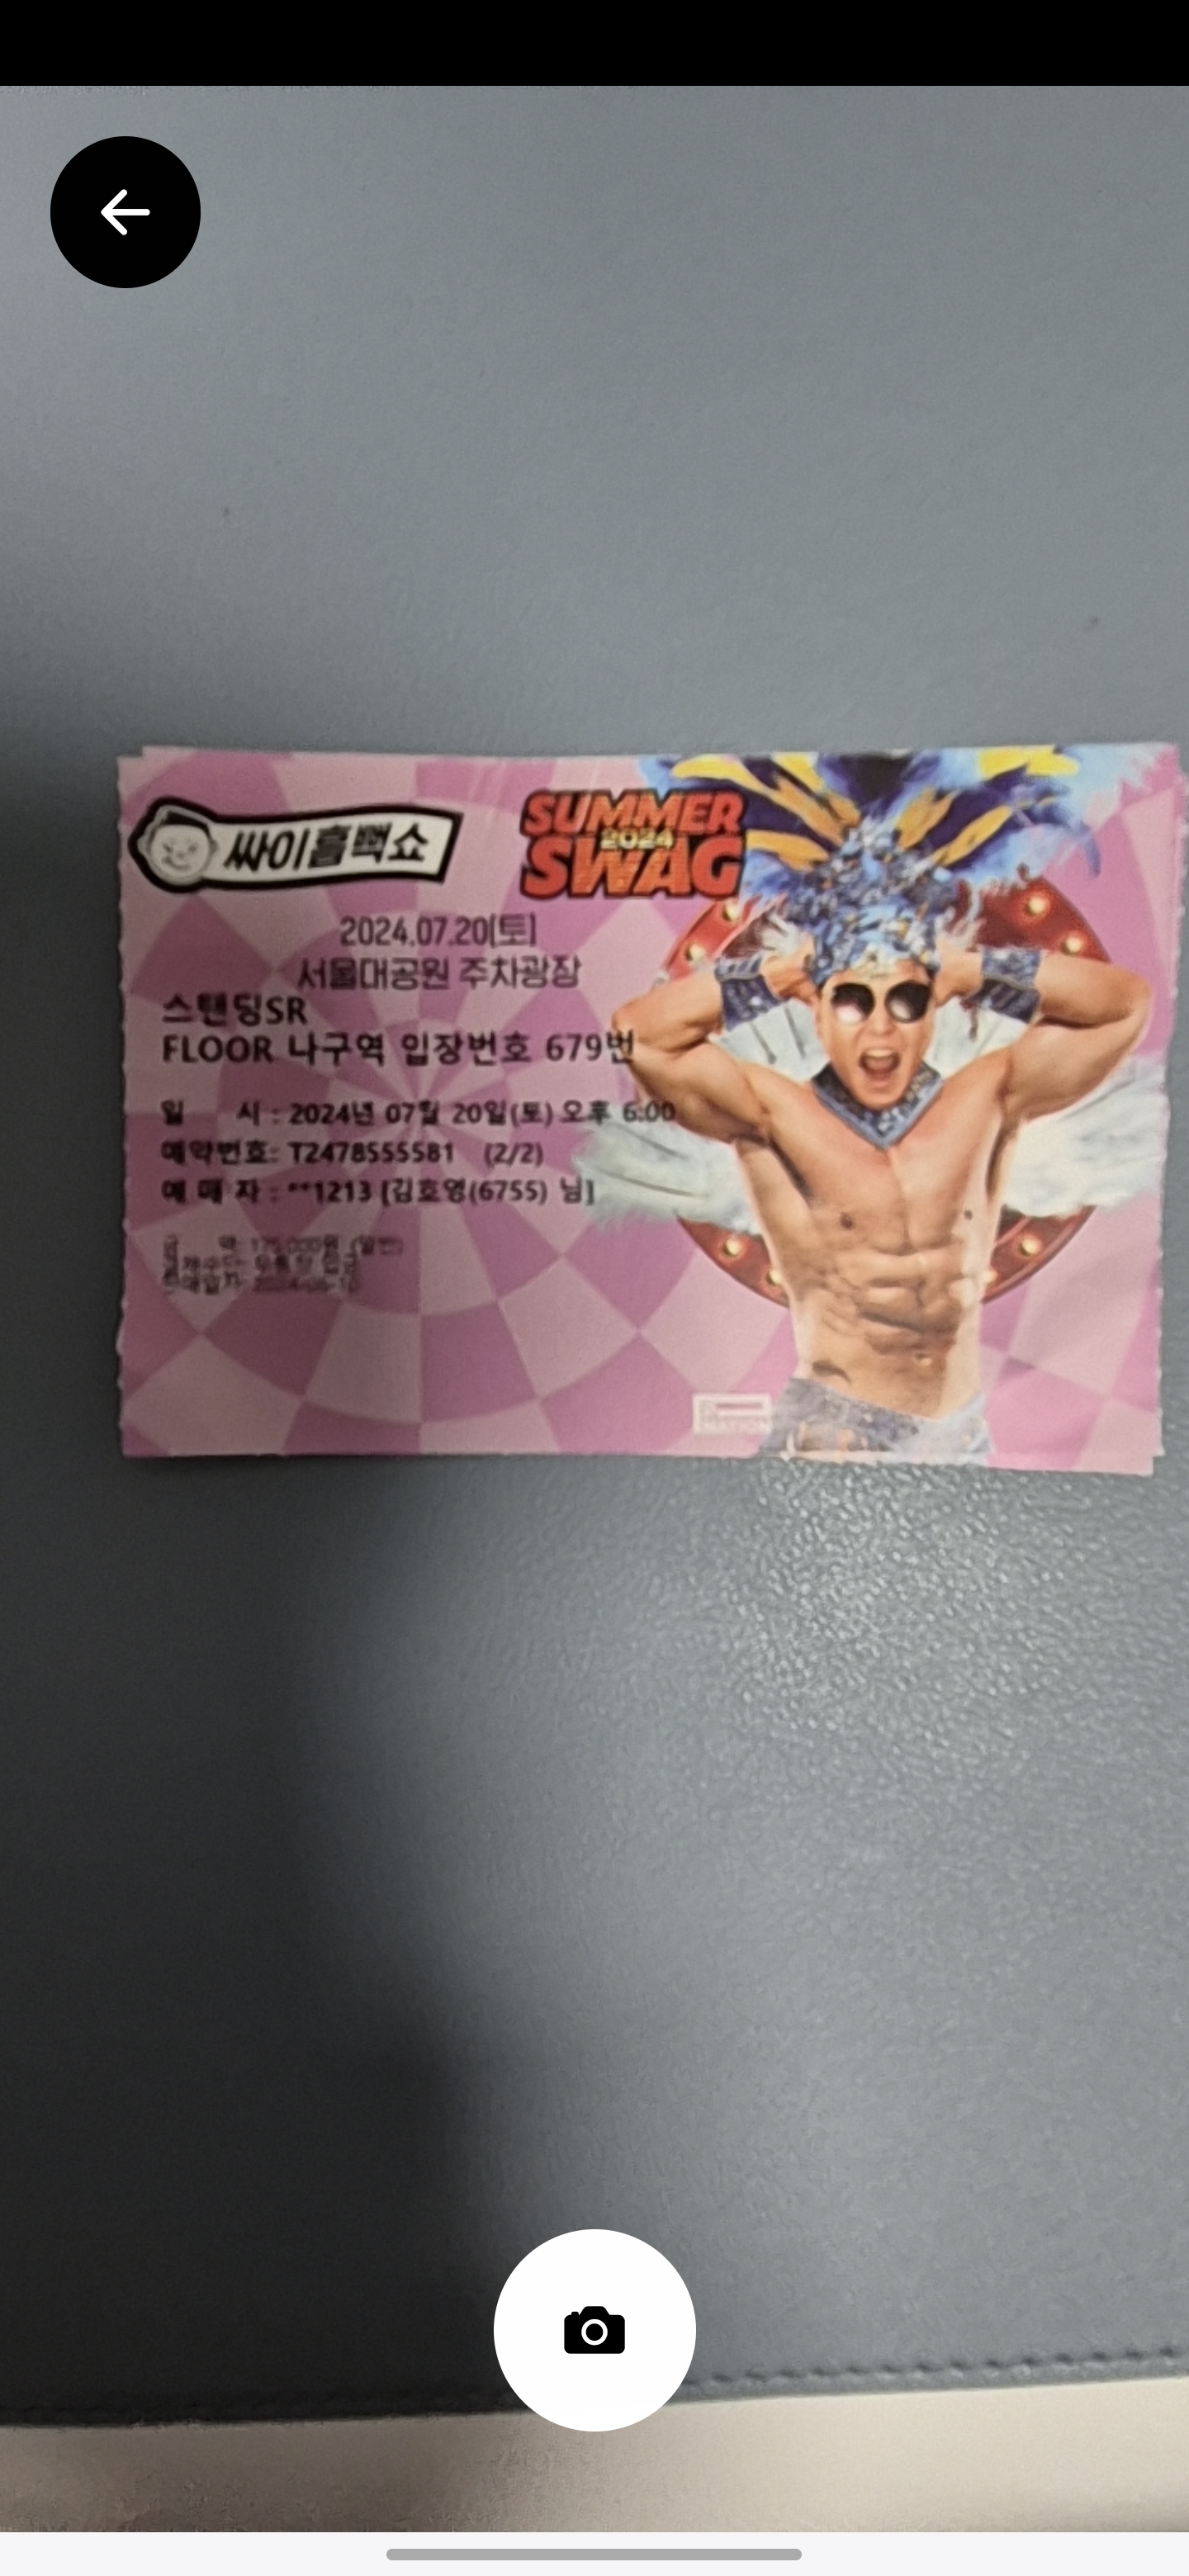 싸이흠뻑쇼
SUMMER
2024
SWAG
2024.07.20[토]
서울대공원 주차광장
스탠딩SR
FLOOR 나구역 입장번호 679번
일 시 : 2024년 07월 20일(토) 오후 6:00
예약번호: T2478555581 (2/2)
예 매 자 : **1213 [김호영(6755) 님]